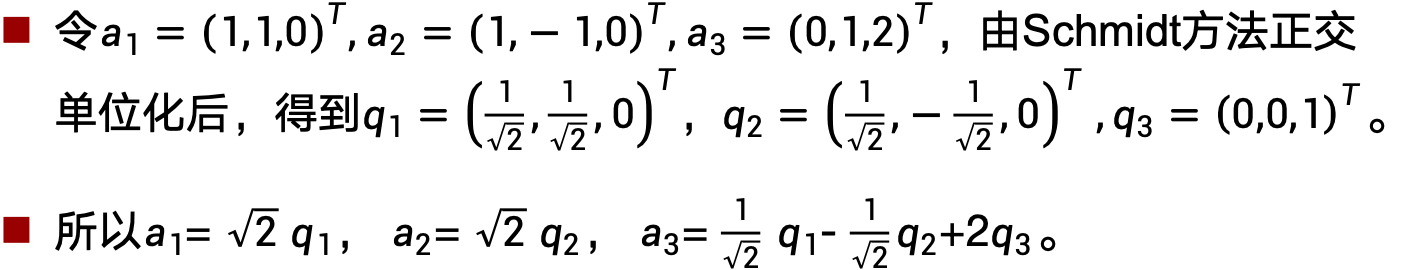 ■ 令a₁ = (1,1,0)ᵀ, a₂ = (1, − 1,0)ᵀ, a₃ = (0,1,2)ᵀ，由Schmidt方法正交
单位化后，得到q₁ = (1/√2, 1/√2, 0)ᵀ，q₂ = (1/√2, − 1/√2, 0)ᵀ, q₃ = (0,0,1)ᵀ。
■ 所以a₁= √2 q₁， a₂= √2 q₂， a₃= 1/√2 q₁- 1/√2 q₂+2q₃。